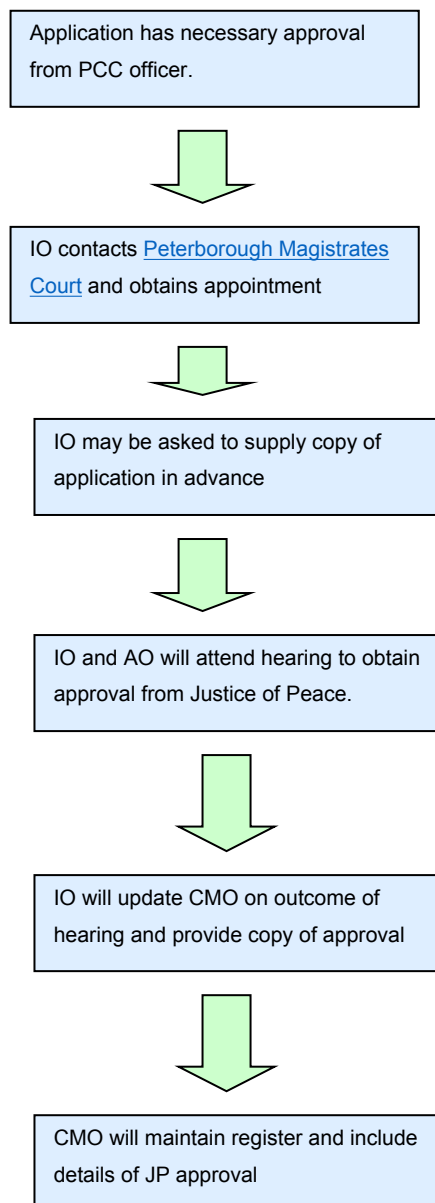 Application has necessary approval
from PCC officer.
IO contacts Peterborough Magistrates
Court and obtains appointment
IO may be asked to supply copy of
application in advance
IO and AO will attend hearing to obtain
approval from Justice of Peace.
IO will update CMO on outcome of
hearing and provide copy of approval
CMO will maintain register and include
details of JP approval